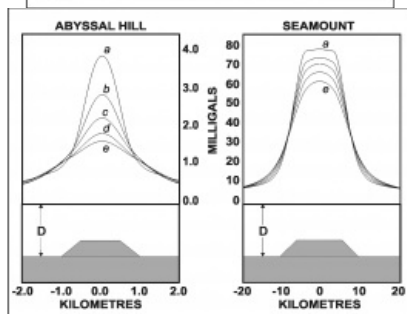 ABYSSAL HILL
SEAMOUNT
4.0
3.0
2.0
1.0
0.0
MILLIGALS
80
70
60
50
40
30
20
10
0
a
b
c
d
e
a
e
D
D
-2.0 -1.0 0.0 1.0 2.0
KILOMETRES
-20 -10 0 10 20
KILOMETRES